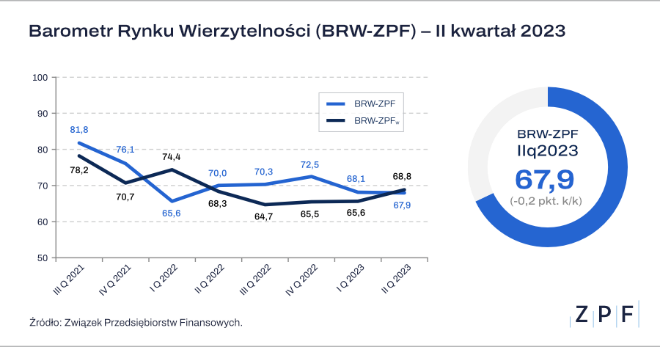 Barometr Rynku Wierzytelności (BRW-ZPF) – II kwartał 2023
100
90
80
70
60
50
BRW-ZPF
BRW-ZPFₑ
81,8
76,1
74,4
78,2
70,7
65,6
70,0
68,3
70,3
64,7
72,5
65,5
68,1
65,6
68,8
67,9
III Q 2021
IV Q 2021
I Q 2022
II Q 2022
III Q 2022
IV Q 2022
I Q 2023
II Q 2023
BRW-ZPF
IIq2023
67,9
(-0,2 pkt. k/k)
Źródło: Związek Przedsiębiorstw Finansowych.
ZPF